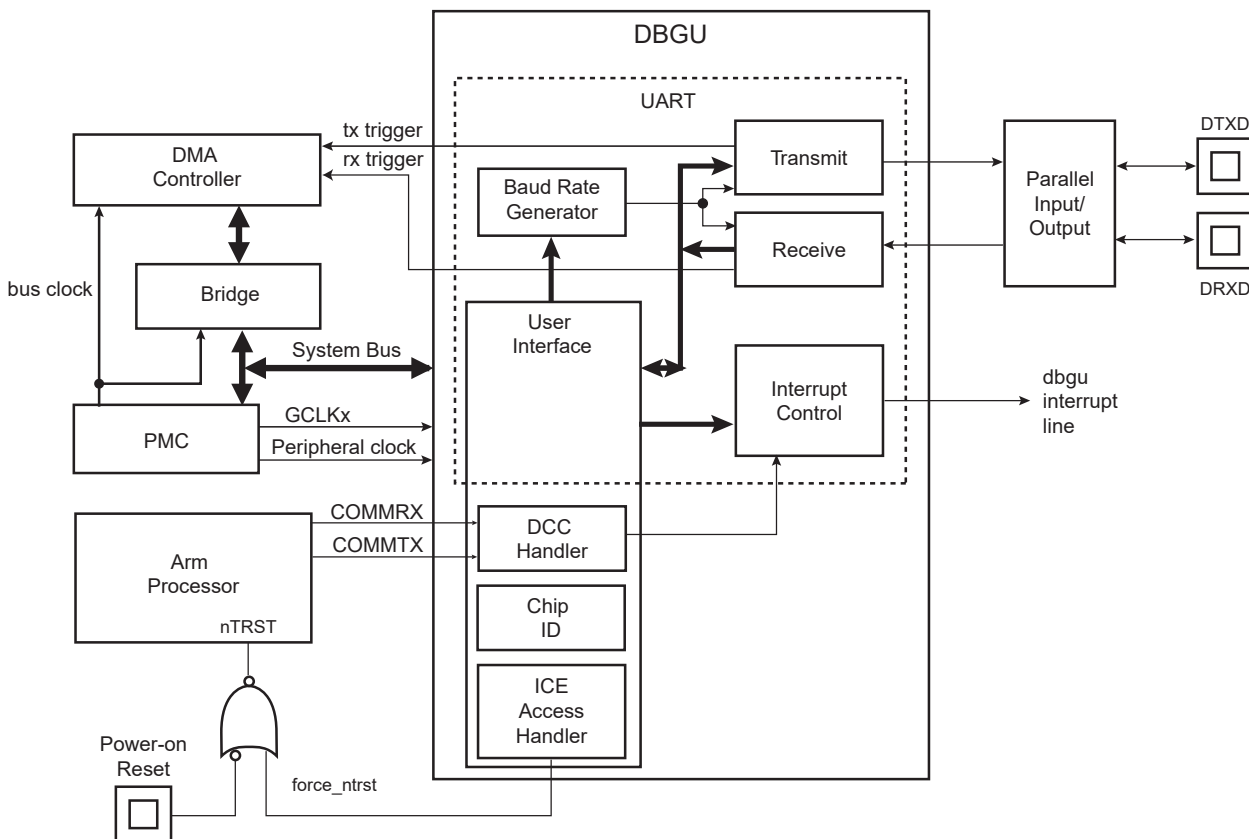 DBGU
UART
tx trigger
rx trigger
DMA
Controller
Transmit
Baud Rate
Generator
Receive
Parallel
Input/
Output
DTXD
DRXD
bus clock
Bridge
User
Interface
System Bus
Interrupt
Control
dbgu
interrupt
line
PMC
GCLKx
Peripheral clock
COMMRX
COMMTX
Arm
Processor
nTRST
DCC
Handler
Chip
ID
ICE
Access
Handler
Power-on
Reset
force_ntrst